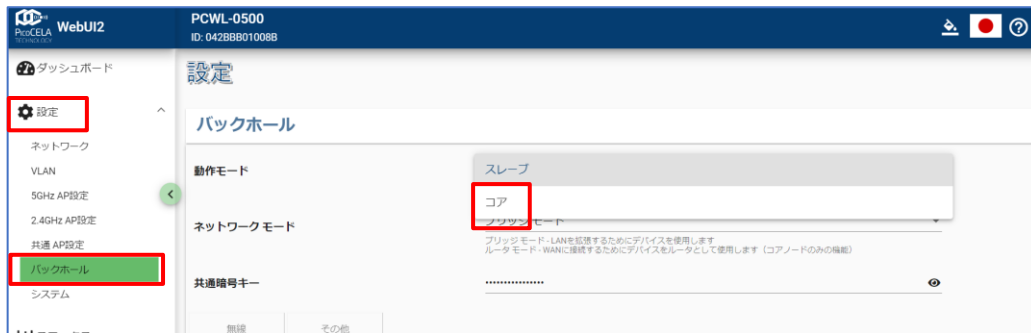 PicoCELA
TECHNOLOGY
WebUI2
PCWL-0500
ID: 042BBB01008B
ダッシュボード
設定
設定
ネットワーク
VLAN
5GHz AP設定
2.4GHz AP設定
共通 AP設定
バックホール
システム
バックホール
動作モード
スレーブ
コア
ネットワーク モード
ブリッジ モード
ブリッジ モード - LANを拡張するためにデバイスを使用します
ルータ モード - WANに接続するためにデバイスをルータとして使用します（コアノードのみの機能）
共通暗号キー
••••••••••••••••
無線
その他